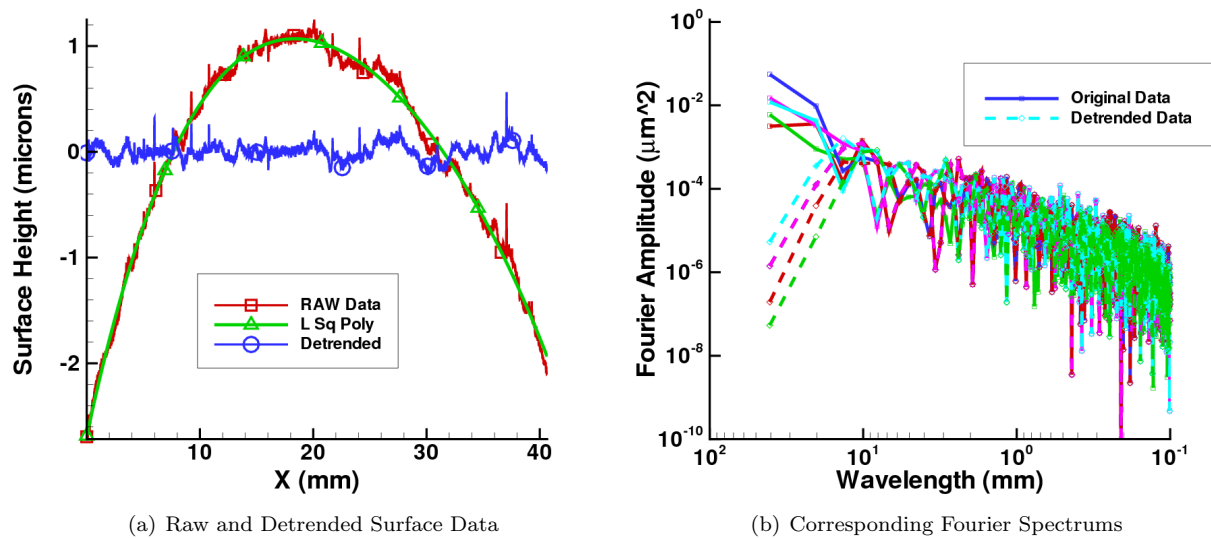 Surface Height (microns)
1
0
-1
-2
RAW Data
L Sq Poly
Detrended
10
20
30
40
X (mm)
(a) Raw and Detrended Surface Data
Fourier Amplitude (μm^2)
10^0
10^-2
10^-4
10^-6
10^-8
10^-10
Original Data
Detrended Data
10^2
10^1
10^0
10^-1
Wavelength (mm)
(b) Corresponding Fourier Spectrums